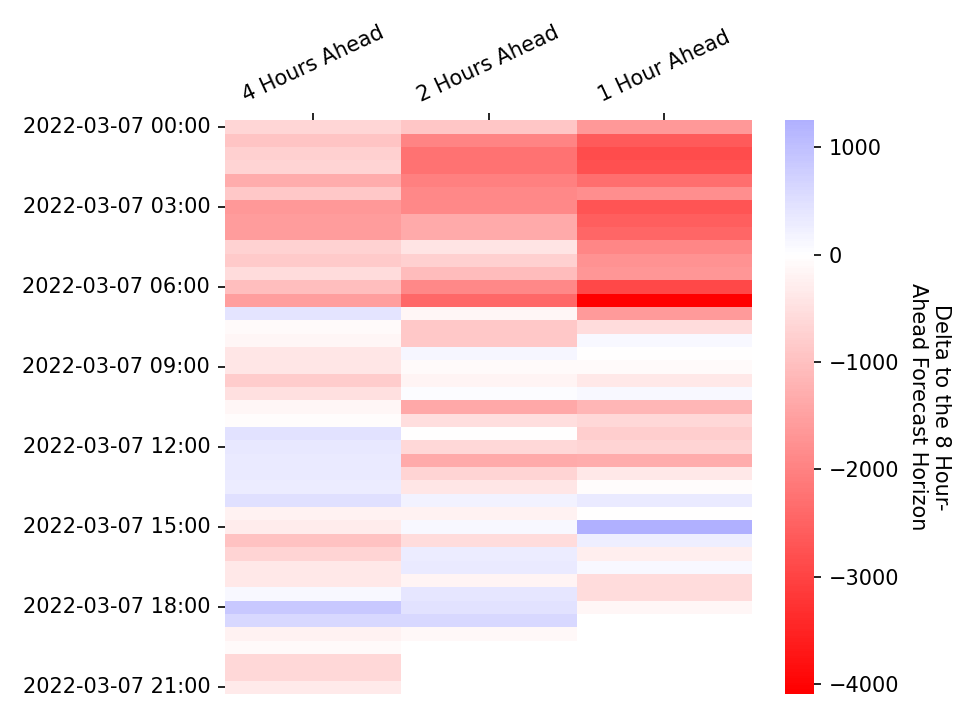 4 Hours Ahead
2 Hours Ahead
1 Hour Ahead
2022-03-07 00:00
2022-03-07 03:00
2022-03-07 06:00
2022-03-07 09:00
2022-03-07 12:00
2022-03-07 15:00
2022-03-07 18:00
2022-03-07 21:00
1000
0
−1000
−2000
−3000
−4000
Delta to the 8 Hour-
Ahead Forecast Horizon